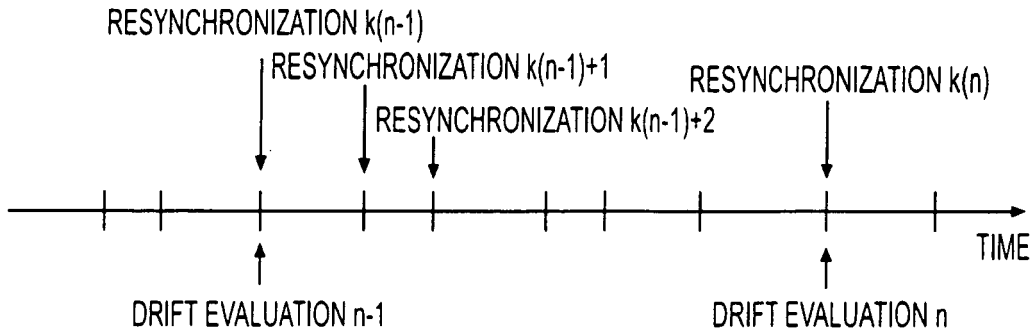 RESYNCHRONIZATION k(n-1)
RESYNCHRONIZATION k(n-1)+1
RESYNCHRONIZATION k(n)
RESYNCHRONIZATION k(n-1)+2
TIME
DRIFT EVALUATION n-1
DRIFT EVALUATION n